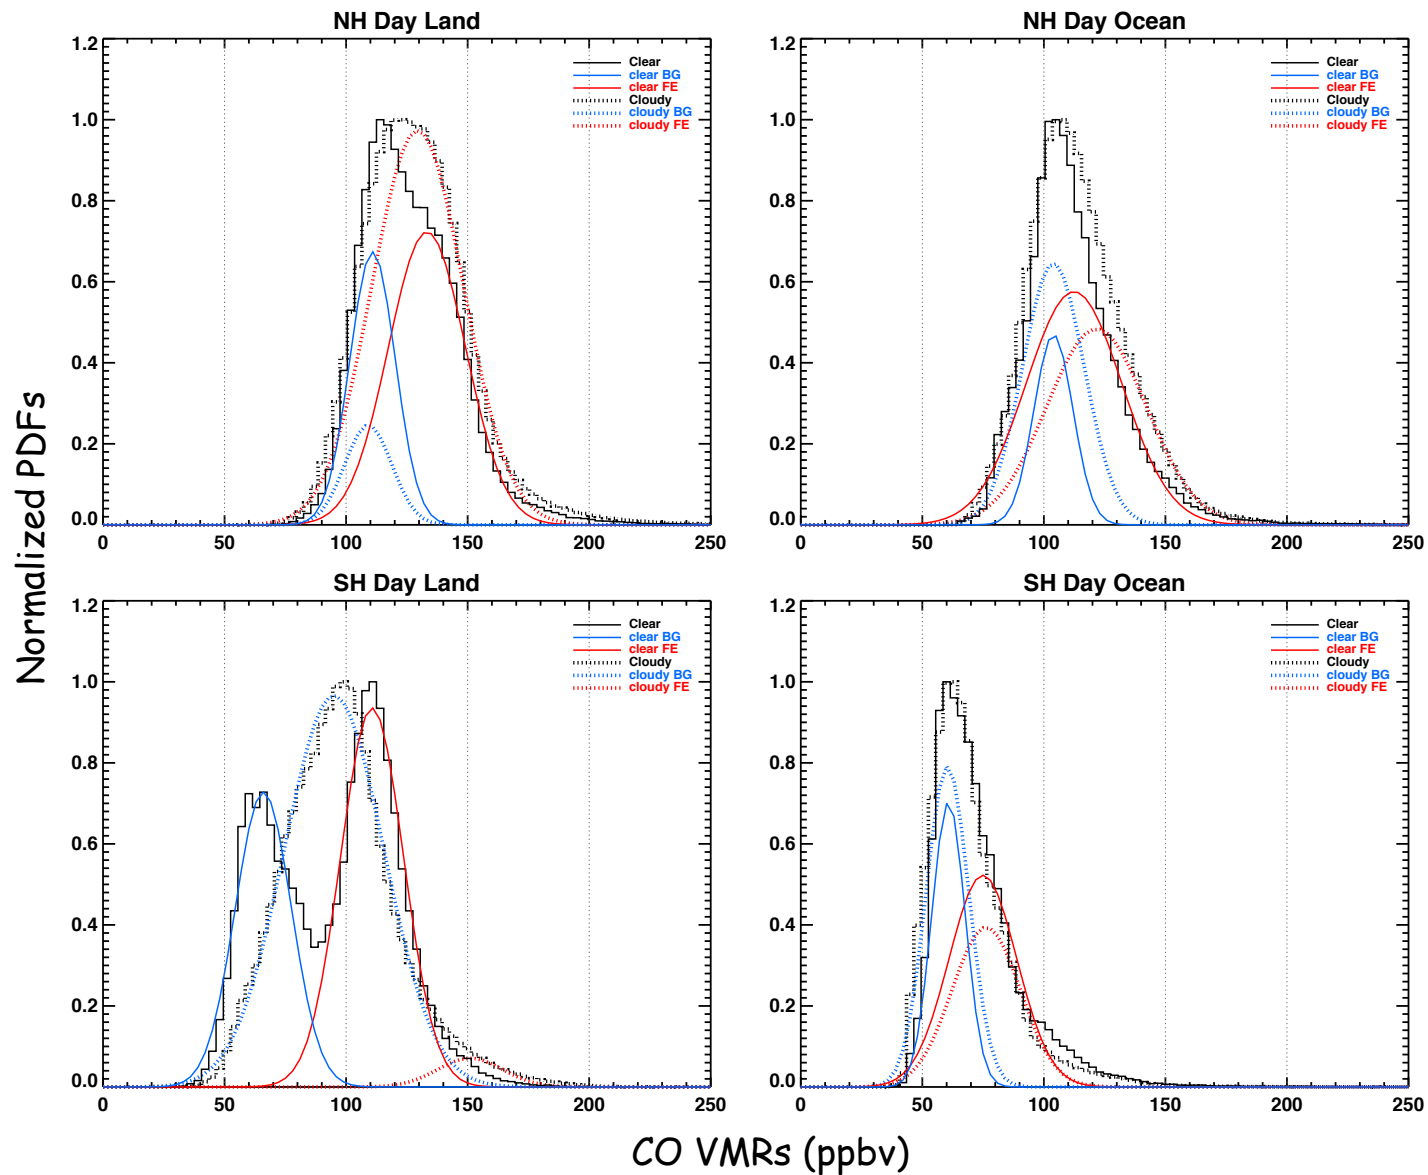 NH Day Land
1.2
1.0
0.8
0.6
0.4
0.2
0.0
0 50 100 150 200 250
Clear
clear BG
clear FE
Cloudy
cloudy BG
cloudy FE
NH Day Ocean
1.2
1.0
0.8
0.6
0.4
0.2
0.0
0 50 100 150 200 250
Clear
clear BG
clear FE
Cloudy
cloudy BG
cloudy FE
SH Day Land
1.2
1.0
0.8
0.6
0.4
0.2
0.0
0 50 100 150 200 250
Clear
clear BG
clear FE
Cloudy
cloudy BG
cloudy FE
SH Day Ocean
1.2
1.0
0.8
0.6
0.4
0.2
0.0
0 50 100 150 200 250
Clear
clear BG
clear FE
Cloudy
cloudy BG
cloudy FE
Normalized PDFs
CO VMRs (ppbv)